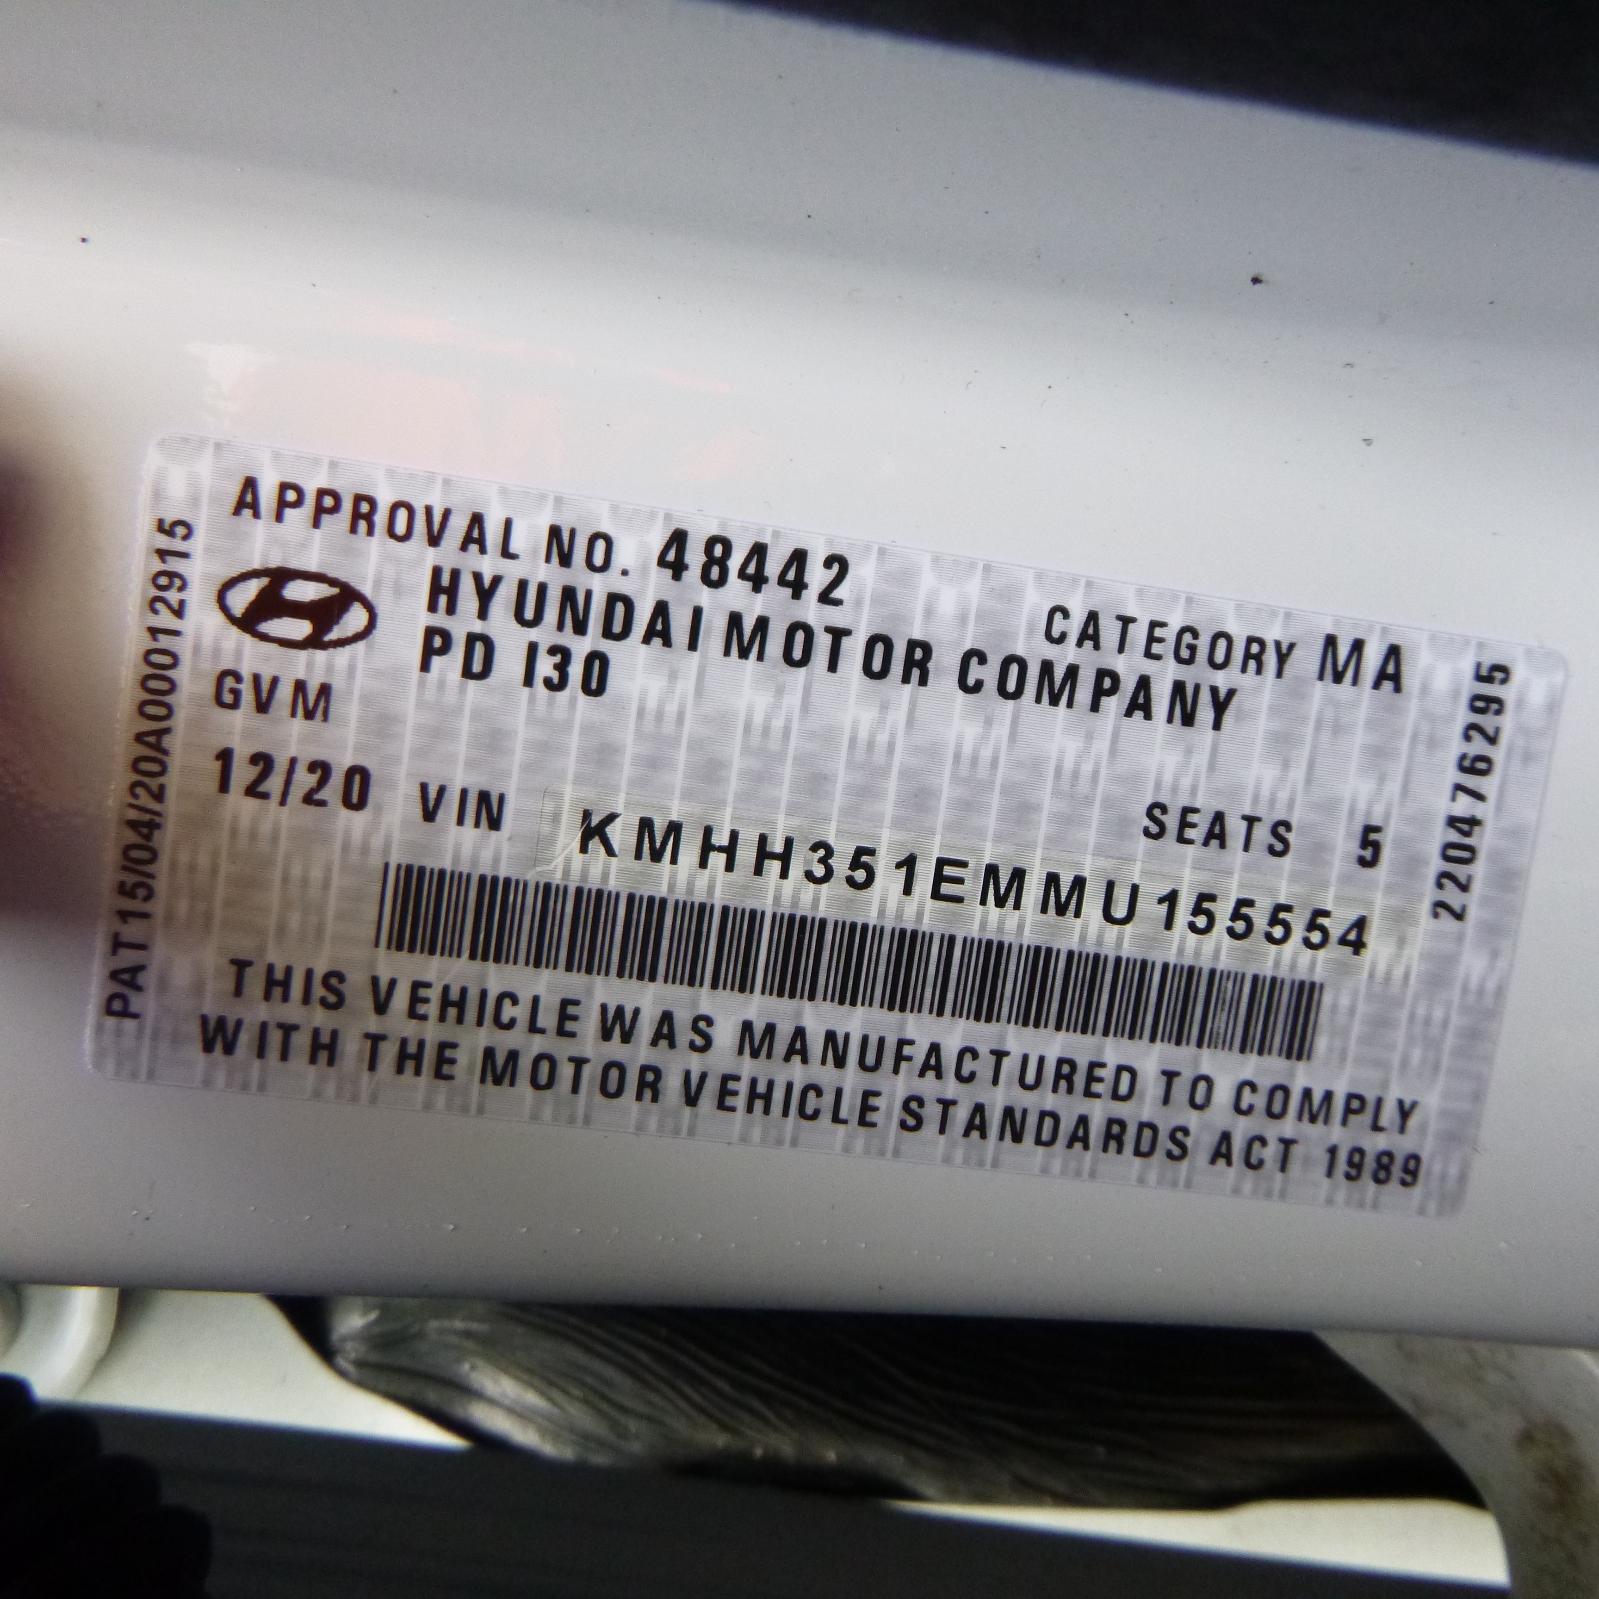 APPROVAL NO. 48442
CATEGORY MA
HYUNDAI MOTOR COMPANY
PD I30
GVM
SEATS 5
12/20 VIN KMHH351EMMU155554
THIS VEHICLE WAS MANUFACTURED TO COMPLY
WITH THE MOTOR VEHICLE STANDARDS ACT 1989
PAT15/04/20A00012915
220476295